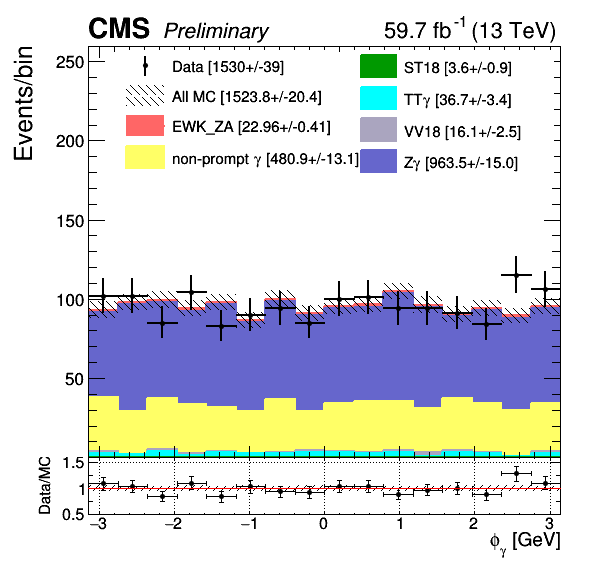 CMS Preliminary 59.7 fb⁻¹ (13 TeV)
Events/bin
250
200
150
100
50
Data [1530+/-39]
All MC [1523.8+/-20.4]
EWK_ZA [22.96+/-0.41]
non-prompt γ [480.9+/-13.1]
ST18 [3.6+/-0.9]
TTγ [36.7+/-3.4]
VV18 [16.1+/-2.5]
Zγ [963.5+/-15.0]
Data/MC
1.5
1
0.5
−3 −2 −1 0 1 2 3
ϕγ [GeV]